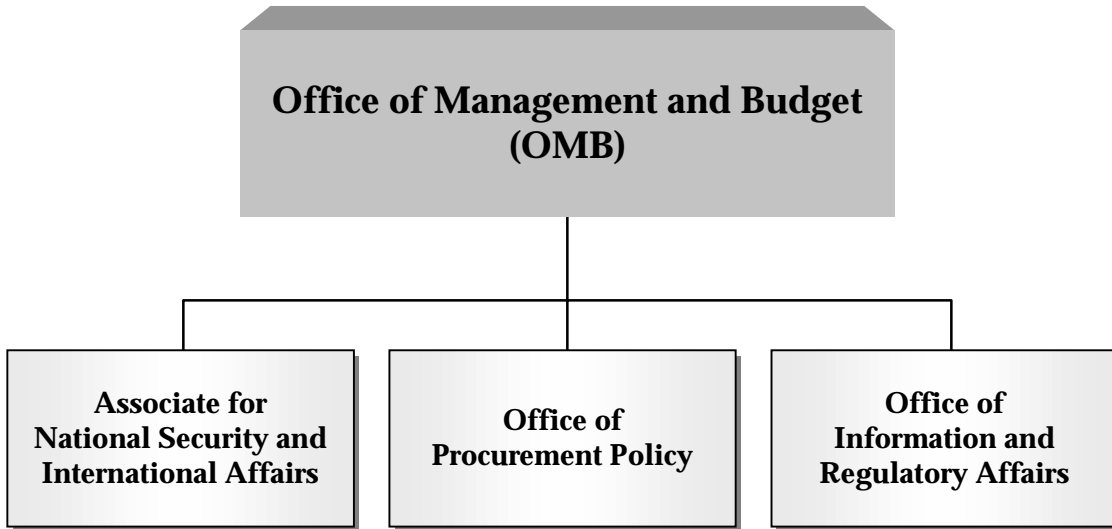 Office of Management and Budget
(OMB)
Associate for
National Security and
International Affairs
Office of
Procurement Policy
Office of
Information and
Regulatory Affairs